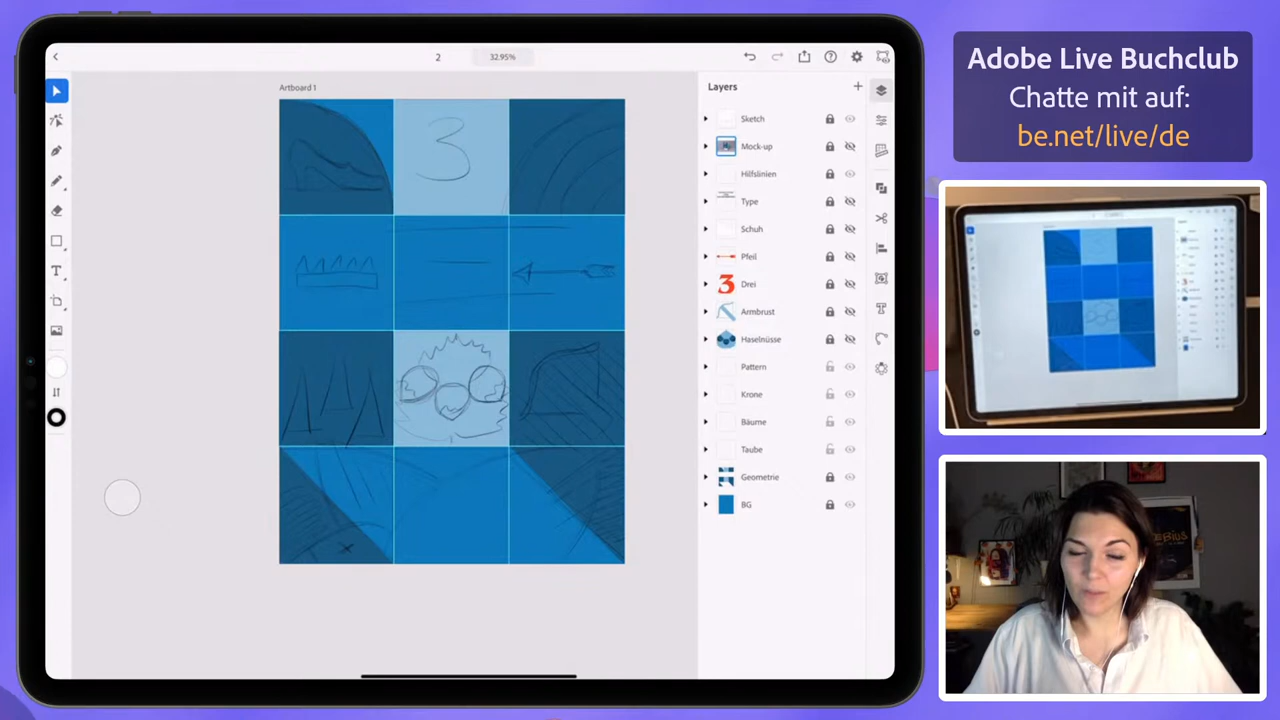 2
32.95%
Artboard 1
3
Layers
Sketch
Mock-up
Hilfslinien
Type
Schuh
Pfeil
Drei
Armbrust
Haselnüsse
Pattern
Krone
Bäume
Taube
Geometrie
BG
Adobe Live Buchclub
Chatte mit auf:
be.net/live/de